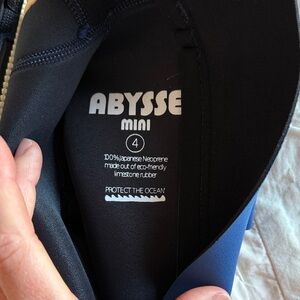 ABYSSE
mini
4
100% Japanese Neoprene
made out of eco-friendly
limestone rubber
PROTECT THE OCEAN